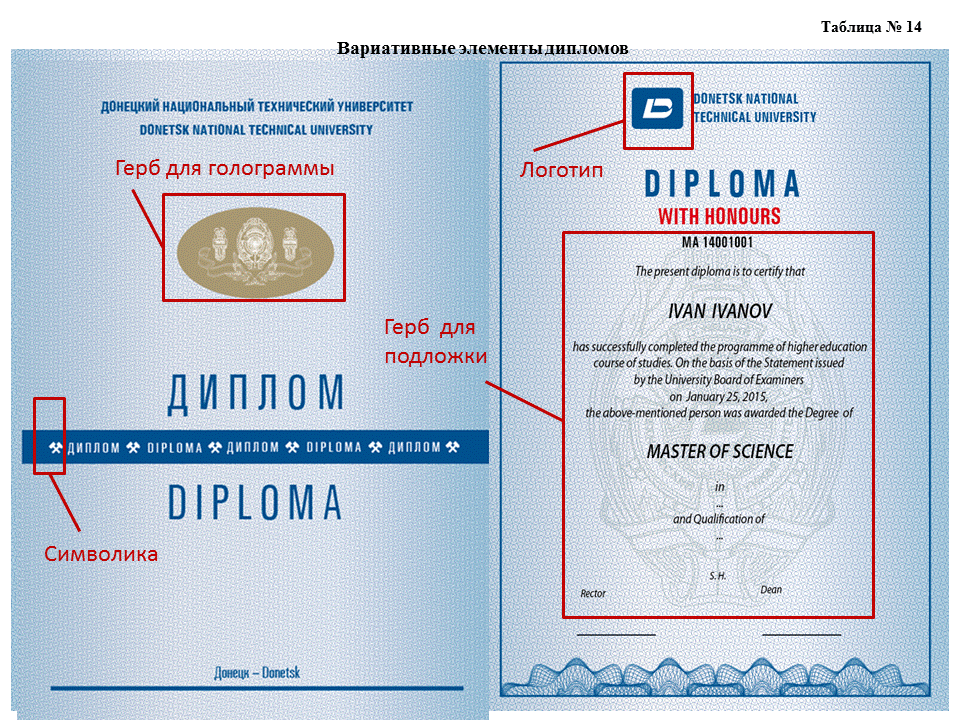 Таблица № 14
Вариативные элементы дипломов
ДОНЕЦКИЙ НАЦИОНАЛЬНЫЙ ТЕХНИЧЕСКИЙ УНИВЕРСИТЕТ
DONETSK NATIONAL TECHNICAL UNIVERSITY
Герб для голограммы
ДИПЛОМ
ДИПЛОМ DIPLOMA ДИПЛОМ DIPLOMA ДИПЛОМ
DIPLOMA
Символика
Донецк – Donetsk
Логотип
DONETSK NATIONAL
TECHNICAL UNIVERSITY
DIPLOMA
WITH HONOURS
MA 14001001
The present diploma is to certify that
IVAN IVANOV
Герб для
подложки
has successfully completed the programme of higher education
course of studies. On the basis of the Statement issued
by the University Board of Examiners
on January 25, 2015,
the above-mentioned person was awarded the Degree of
MASTER OF SCIENCE
in
...
and Qualification of
...
S. H.
Rector
Dean